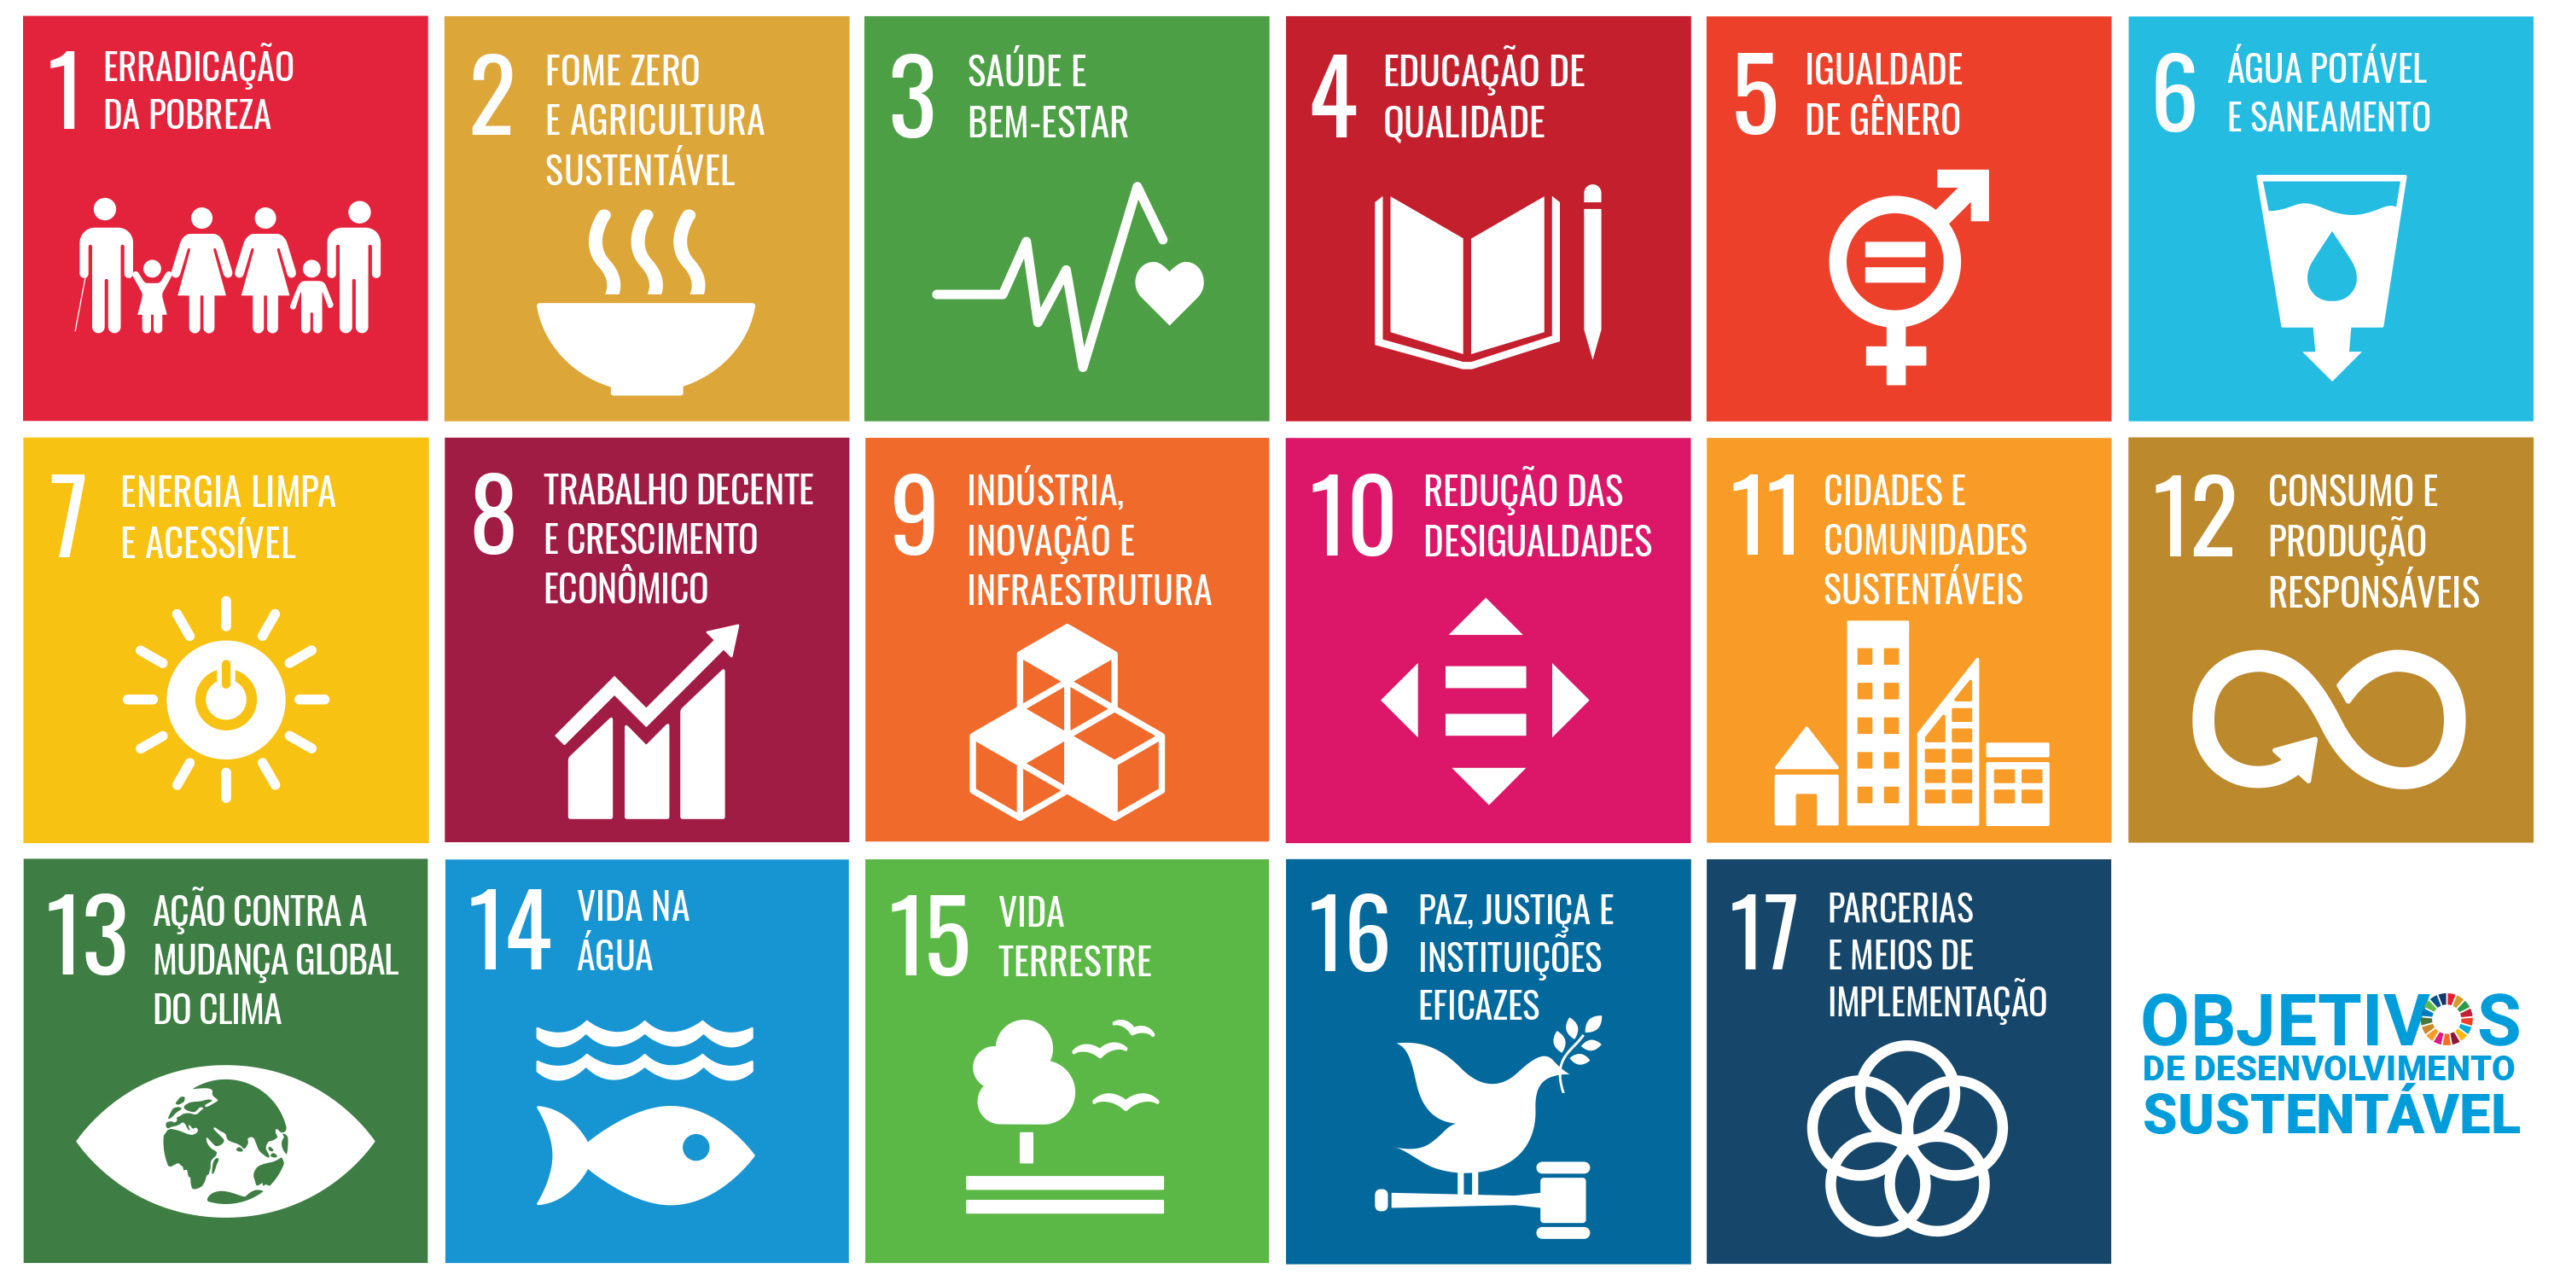 1 ERRADICAÇÃO
DA POBREZA
2 FOME ZERO
E AGRICULTURA
SUSTENTÁVEL
3 SAÚDE E
BEM-ESTAR
4 EDUCAÇÃO DE
QUALIDADE
5 IGUALDADE
DE GÊNERO
6 ÁGUA POTÁVEL
E SANEAMENTO
7 ENERGIA LIMPA
E ACESSÍVEL
8 TRABALHO DECENTE
E CRESCIMENTO
ECONÔMICO
9 INDÚSTRIA,
INOVAÇÃO E
INFRAESTRUTURA
10 REDUÇÃO DAS
DESIGUALDADES
11 CIDADES E
COMUNIDADES
SUSTENTÁVEIS
12 CONSUMO E
PRODUÇÃO
RESPONSÁVEIS
13 AÇÃO CONTRA A
MUDANÇA GLOBAL
DO CLIMA
14 VIDA NA
ÁGUA
15 VIDA
TERRESTRE
16 PAZ, JUSTIÇA E
INSTITUIÇÕES
EFICAZES
17 PARCERIAS
E MEIOS DE
IMPLEMENTAÇÃO
OBJETIVOS
DE DESENVOLVIMENTO
SUSTENTÁVEL